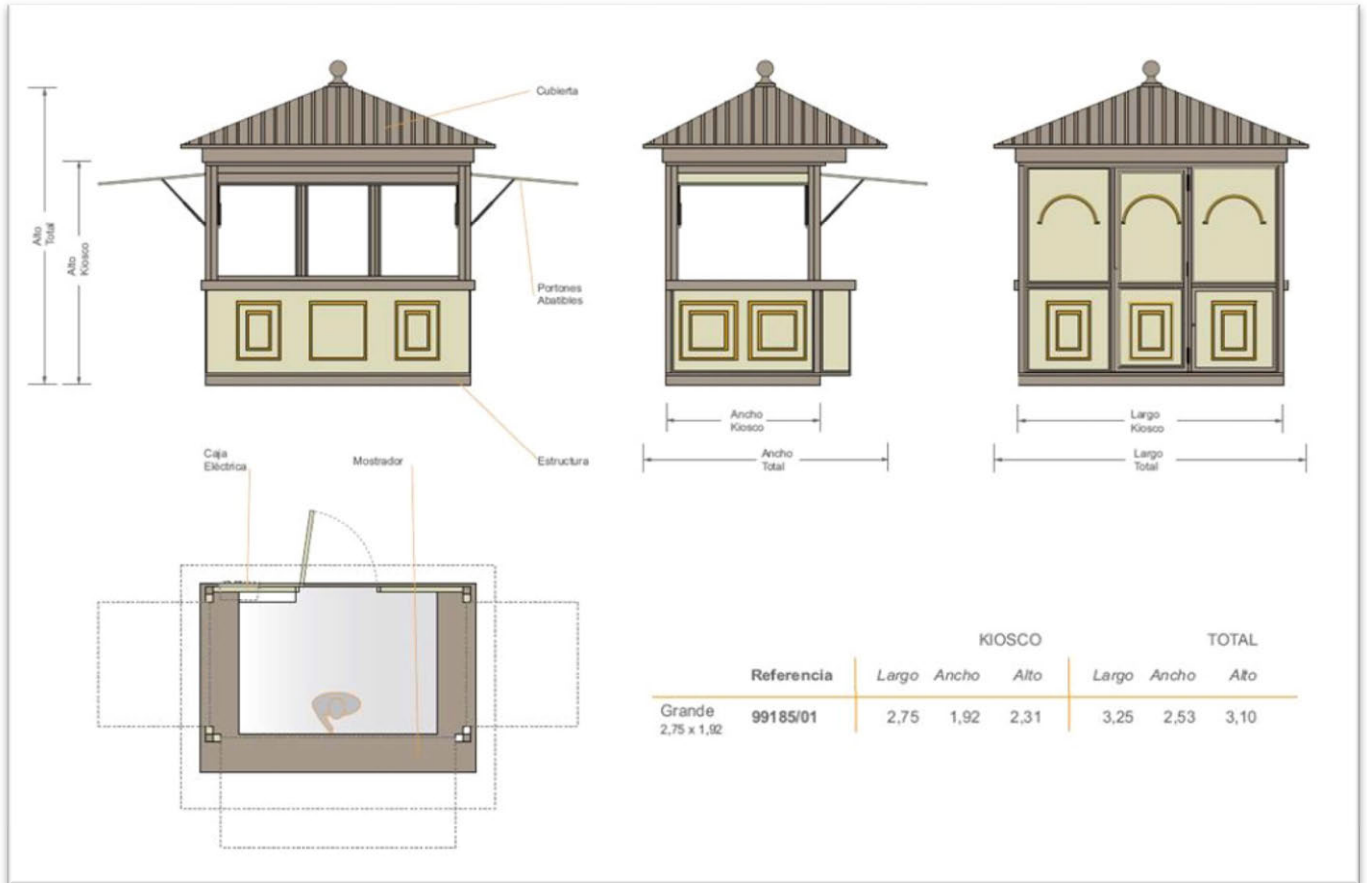 Cubierta
Alto
Total
Alto
Kiosco
Portones
Abatibles
Ancho
Kiosco
Largo
Kiosco
Ancho
Total
Largo
Total
Caja
Eléctrica
Mostrador
Estructura
KIOSCO TOTAL
Referencia Largo Ancho Alto Largo Ancho Alto
Grande 99185/01 2,75 1,92 2,31 3,25 2,53 3,10
2,75 x 1,92